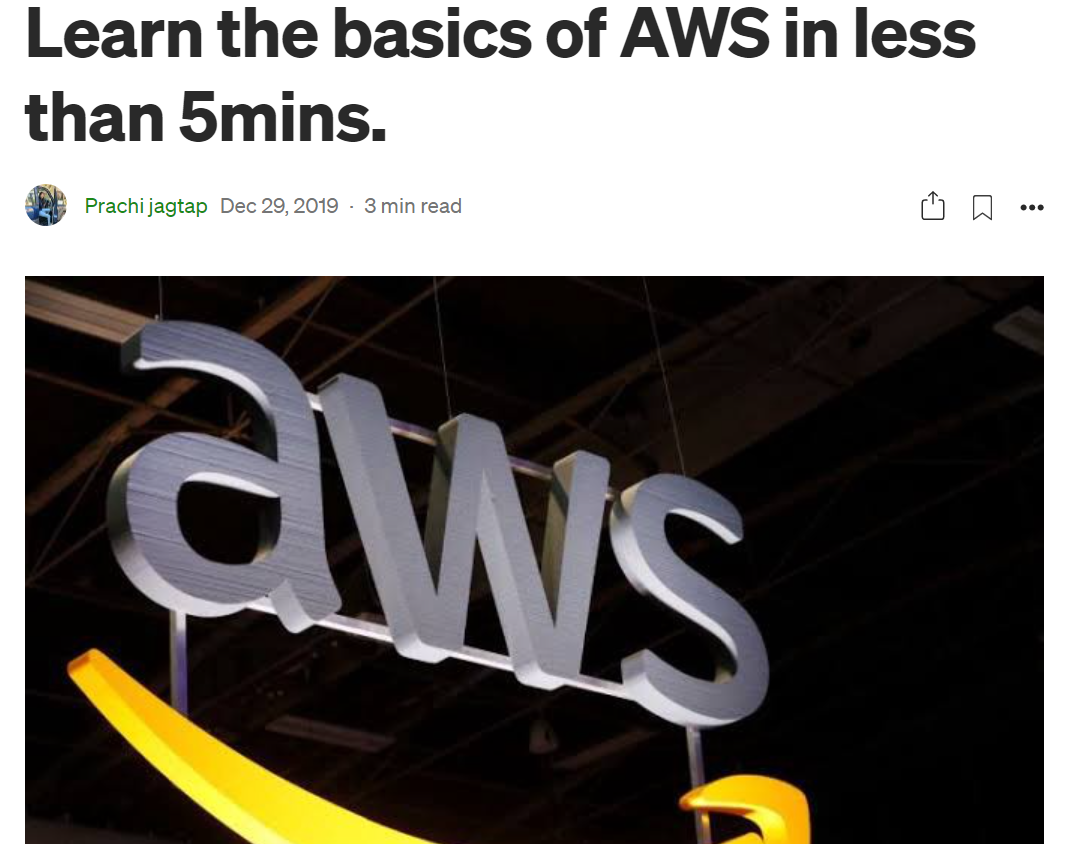 Learn the basics of AWS in less
than 5mins.
Prachi jagtap Dec 29, 2019 · 3 min read
aws